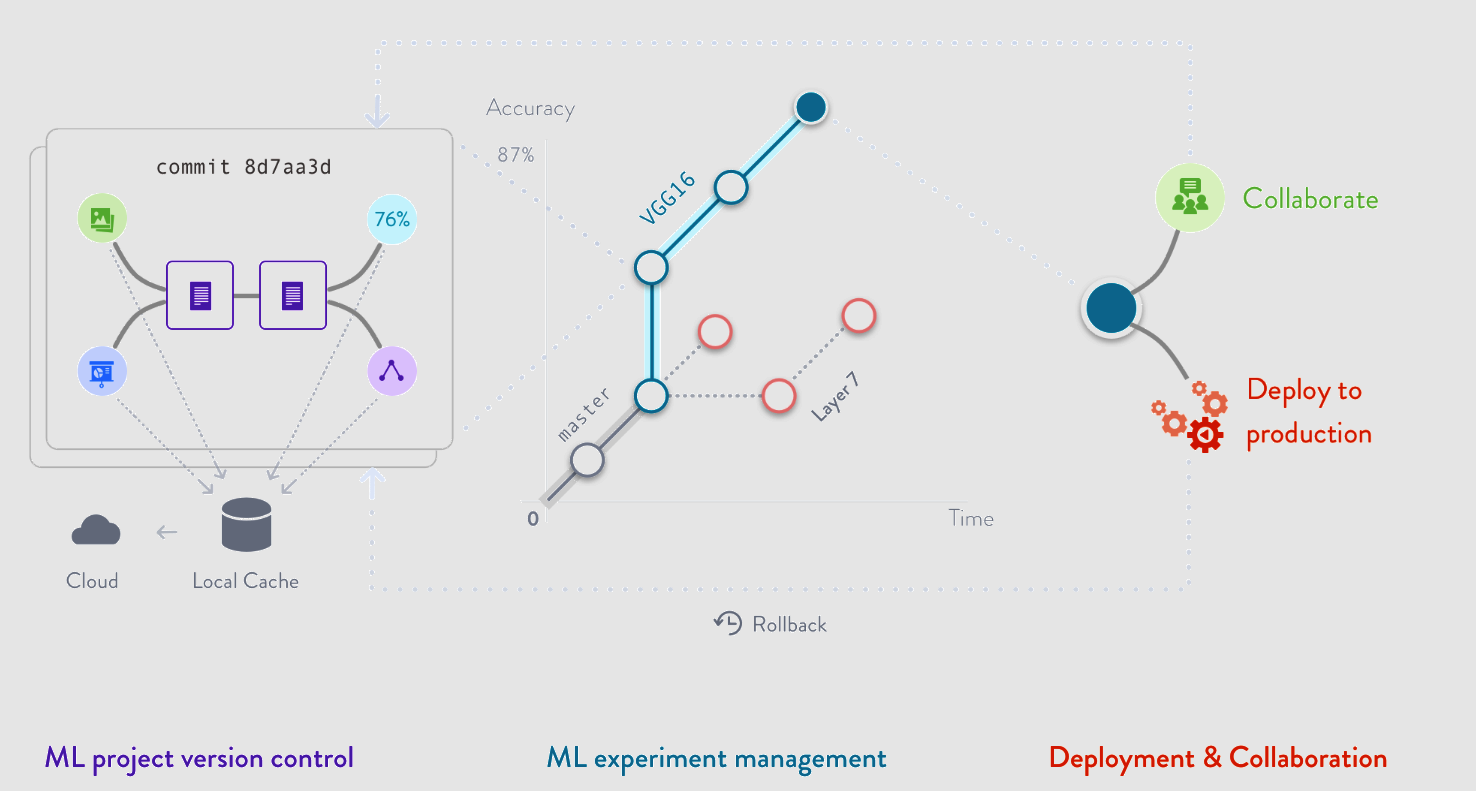 commit 8d7aa3d
76%
Cloud
Local Cache
Accuracy
87%
VGG16
master
Layer 7
0
Time
Rollback
Collaborate
Deploy to
production
ML project version control
ML experiment management
Deployment & Collaboration